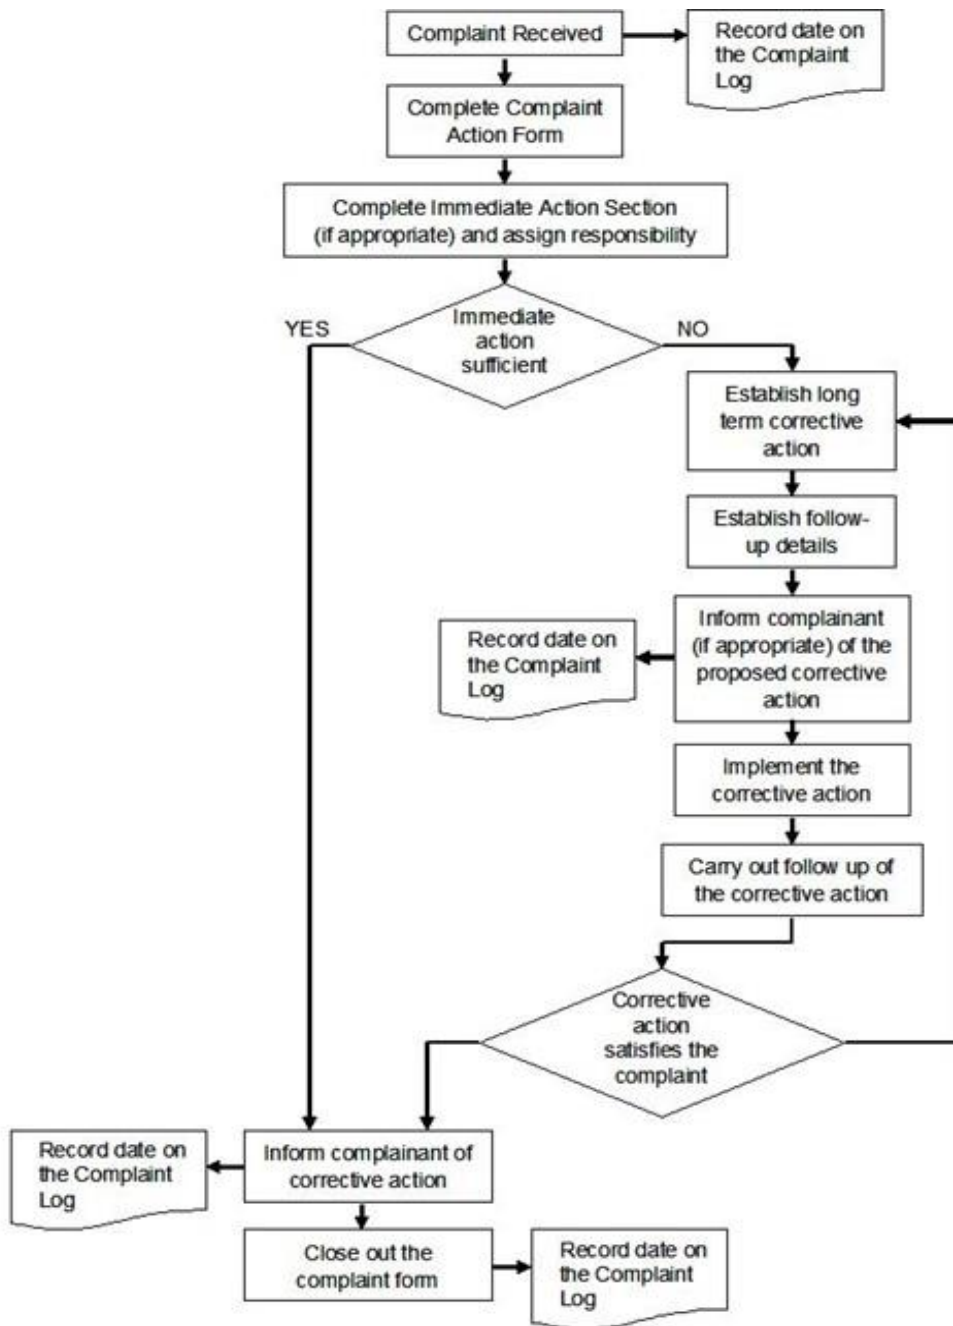 Complaint Received
Record date on
the Complaint
Log
Complete Complaint
Action Form
Complete Immediate Action Section
(if appropriate) and assign responsibility
Immediate
action
sufficient
YES
NO
Establish long
term corrective
action
Establish follow-
up details
Inform complainant
(if appropriate) of the
proposed corrective
action
Record date on
the Complaint
Log
Implement the
corrective action
Carry out follow up of
the corrective action
Corrective
action
satisfies the
complaint
Inform complainant of
corrective action
Record date on
the Complaint
Log
Close out the
complaint form
Record date on
the Complaint
Log